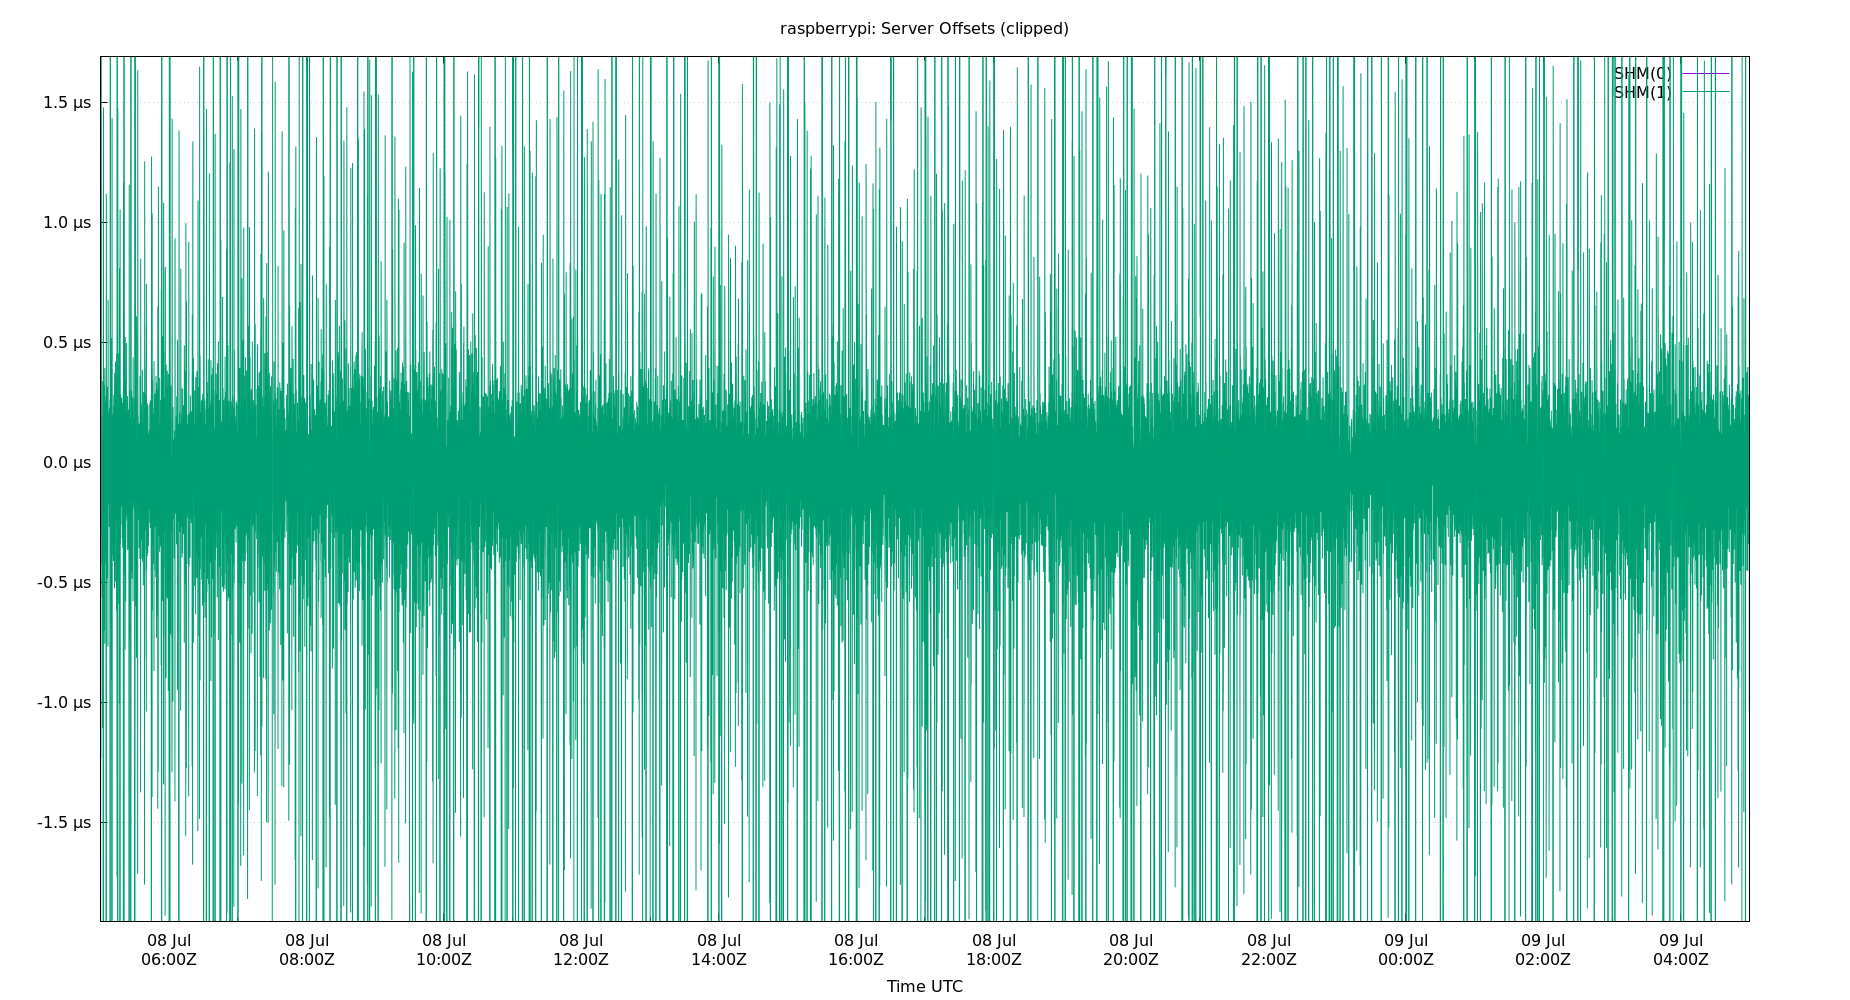 raspberrypi: Server Offsets (clipped)
SHM(0)
SHM(1)
1.5 µs
1.0 µs
0.5 µs
0.0 µs
-0.5 µs
-1.0 µs
-1.5 µs
08 Jul 08 Jul 08 Jul 08 Jul 08 Jul 08 Jul 08 Jul 08 Jul 08 Jul 09 Jul 09 Jul 09 Jul
06:00Z 08:00Z 10:00Z 12:00Z 14:00Z 16:00Z 18:00Z 20:00Z 22:00Z 00:00Z 02:00Z 04:00Z
Time UTC